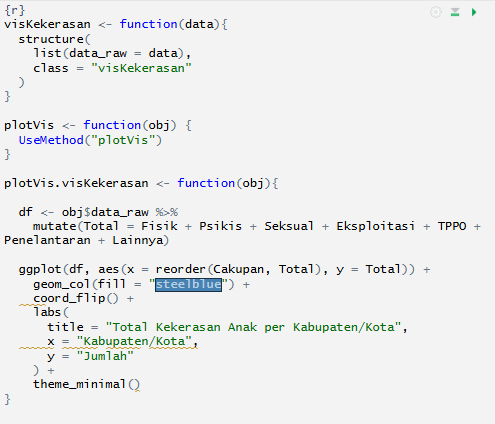 {r}
visKekerasan <- function(data){
  structure(
    list(data_raw = data),
    class = "visKekerasan"
  )
}

plotVis <- function(obj) {
  UseMethod("plotVis")
}

plotVis.visKekerasan <- function(obj){

  df <- obj$data_raw %>%
    mutate(Total = Fisik + Psikis + Seksual + Eksploitasi + TPPO +
Penelantaran + Lainnya)

  ggplot(df, aes(x = reorder(Cakupan, Total), y = Total)) +
    geom_col(fill = "steelblue") +
    coord_flip() +
    labs(
      title = "Total Kekerasan Anak per Kabupaten/Kota",
      x = "Kabupaten/Kota",
      y = "Jumlah"
    ) +
    theme_minimal()
}